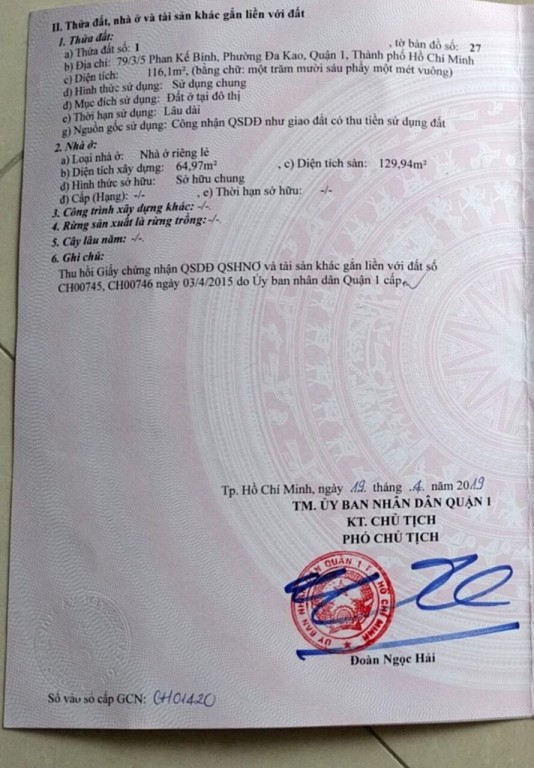 II. Thửa đất, nhà ở và tài sản khác gắn liền với đất
1. Thửa đất:
a) Thửa đất số: 1 , tờ bản đồ số: 27
b) Địa chỉ: 79/3/5 Phan Kế Bính, Phường Đa Kao, Quận 1, Thành phố Hồ Chí Minh
c) Diện tích: 116,1m², (bằng chữ: một trăm mười sáu phẩy một mét vuông)
d) Hình thức sử dụng: Sử dụng chung
đ) Mục đích sử dụng: Đất ở tại đô thị
e) Thời hạn sử dụng: Lâu dài
g) Nguồn gốc sử dụng: Công nhận QSDĐ như giao đất có thu tiền sử dụng đất
2. Nhà ở:
a) Loại nhà ở: Nhà ở riêng lẻ
b) Diện tích xây dựng: 64,97m² , c) Diện tích sàn: 129,94m²
d) Hình thức sở hữu: Sở hữu chung
đ) Cấp (Hạng): -/- , e) Thời hạn sở hữu: -/-
3. Công trình xây dựng khác: -/-.
4. Rừng sản xuất là rừng trồng: -/-.
5. Cây lâu năm: -/-.
6. Ghi chú:
Thu hồi Giấy chứng nhận QSDĐ QSHNƠ và tài sản khác gắn liền với đất số
CH00745, CH00746 ngày 03/4/2015 do Ủy ban nhân dân Quận 1 cấp.
Tp. Hồ Chí Minh, ngày 19 tháng 4 năm 2019
TM. ỦY BAN NHÂN DÂN QUẬN 1
KT. CHỦ TỊCH
PHÓ CHỦ TỊCH
ỦY BAN NHÂN DÂN QUẬN 1 T.P HỒ CHÍ MINH
Đoàn Ngọc Hải
Số vào sổ cấp GCN: CH01420